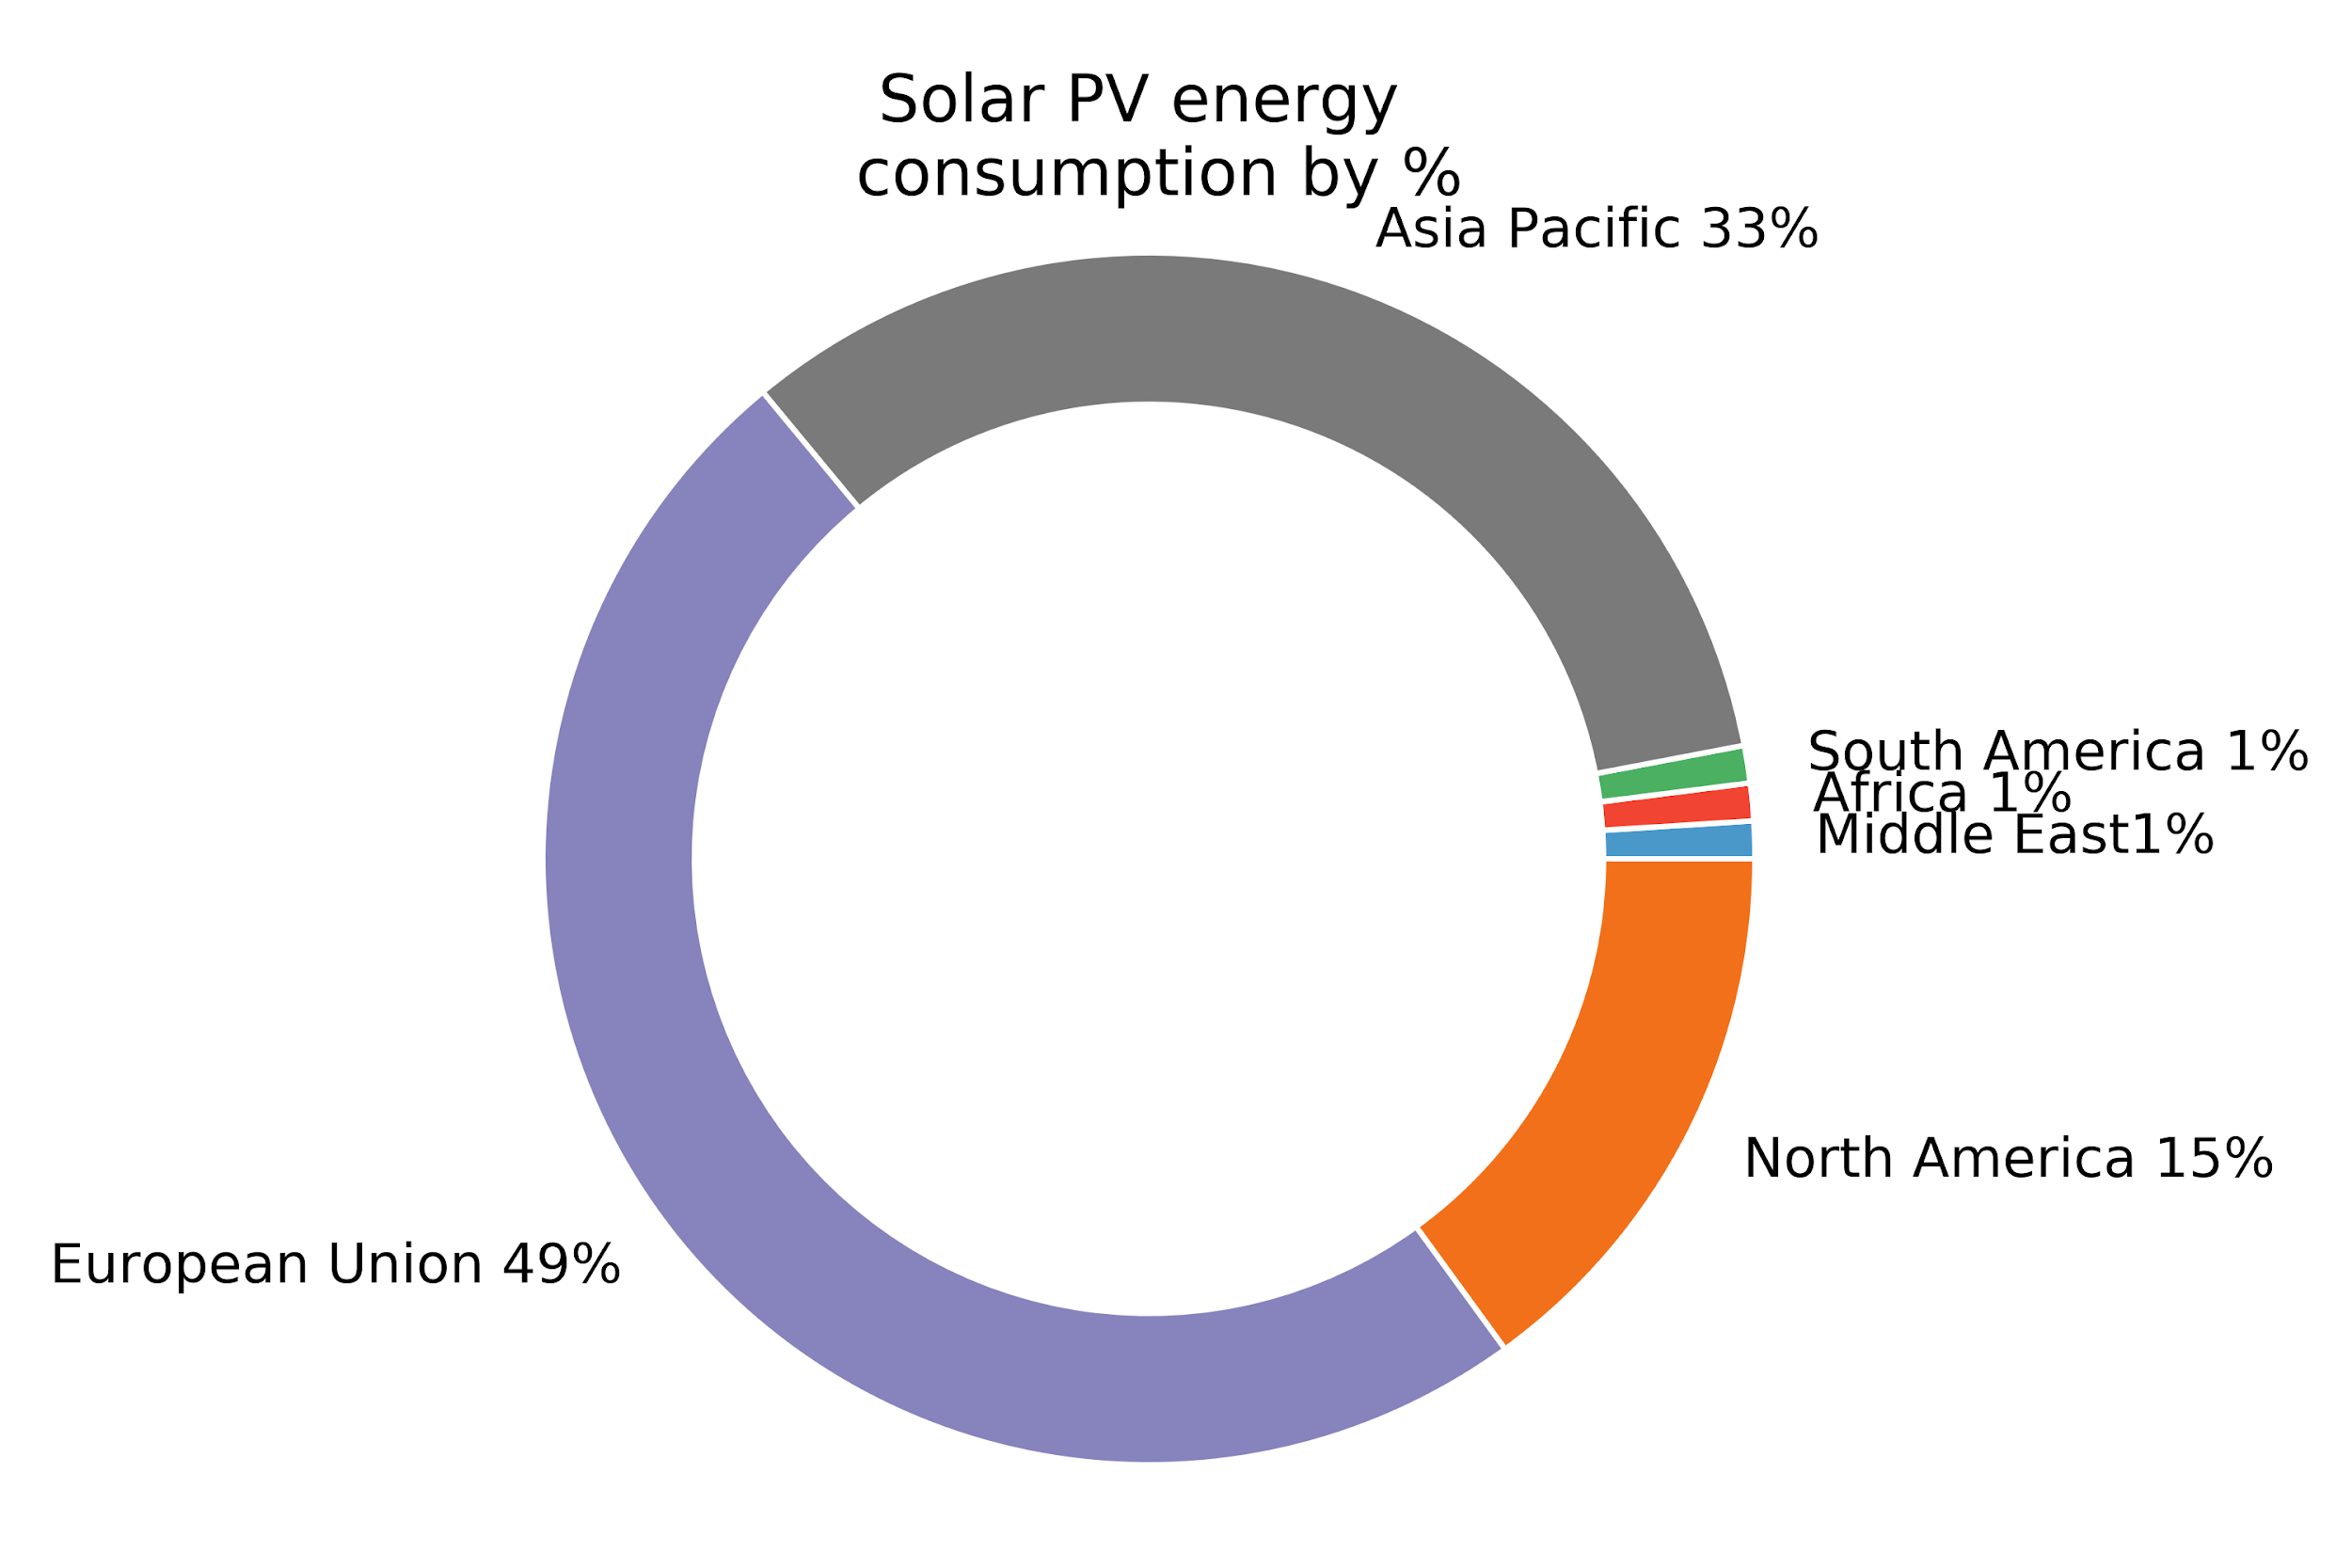 Solar PV energy
consumption by %
Asia Pacific 33%
South America 1%
Africa 1%
Middle East1%
North America 15%
European Union 49%